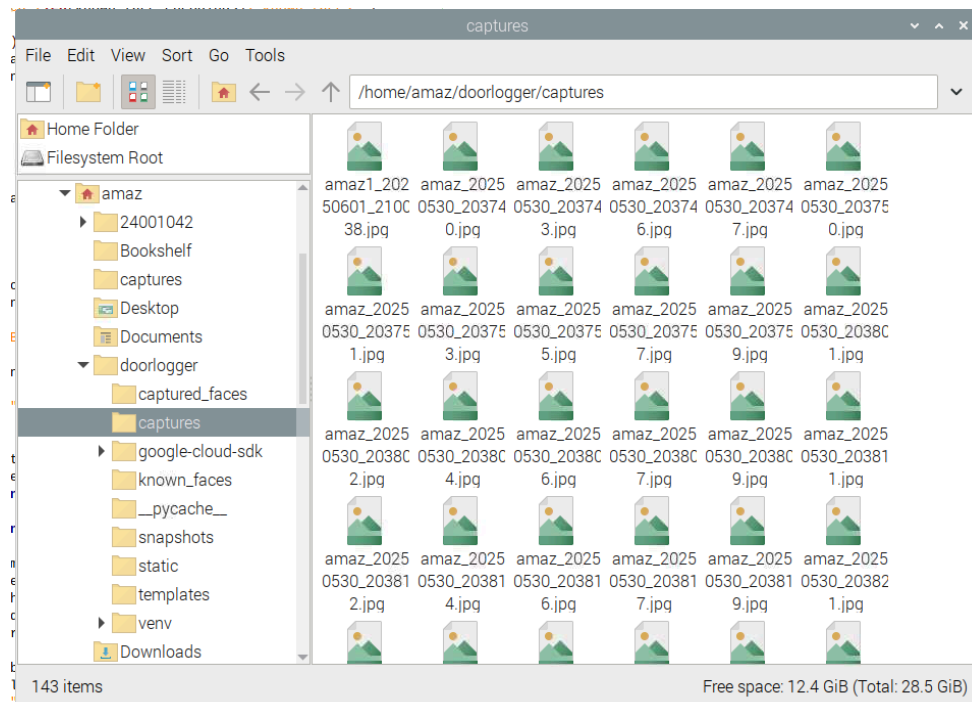 captures
File Edit View Sort Go Tools
/home/amaz/doorlogger/captures
Home Folder
Filesystem Root
amaz
24001042
Bookshelf
captures
Desktop
Documents
doorlogger
captured_faces
captures
google-cloud-sdk
known_faces
__pycache__
snapshots
static
templates
venv
Downloads
amaz1_202 amaz_2025 amaz_2025 amaz_2025 amaz_2025 amaz_2025
50601_2100 0530_20374 0530_20374 0530_20374 0530_20374 0530_20375
38.jpg 0.jpg 3.jpg 6.jpg 7.jpg 0.jpg
amaz_2025 amaz_2025 amaz_2025 amaz_2025 amaz_2025 amaz_2025
0530_20375 0530_20375 0530_20375 0530_20375 0530_20375 0530_20380
1.jpg 3.jpg 5.jpg 7.jpg 9.jpg 1.jpg
amaz_2025 amaz_2025 amaz_2025 amaz_2025 amaz_2025 amaz_2025
0530_20380 0530_20380 0530_20380 0530_20380 0530_20380 0530_20381
2.jpg 4.jpg 6.jpg 7.jpg 9.jpg 1.jpg
amaz_2025 amaz_2025 amaz_2025 amaz_2025 amaz_2025 amaz_2025
0530_20381 0530_20381 0530_20381 0530_20381 0530_20381 0530_20382
2.jpg 4.jpg 6.jpg 7.jpg 9.jpg 1.jpg
143 items
Free space: 12.4 GiB (Total: 28.5 GiB)